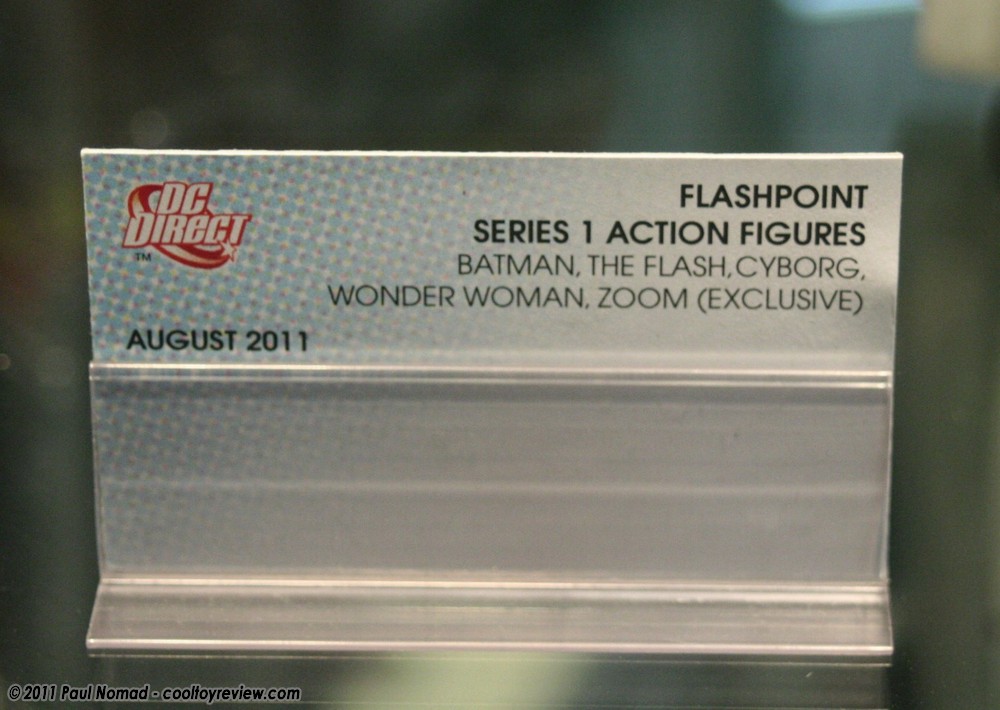 DC
DIRECT
TM
FLASHPOINT
SERIES 1 ACTION FIGURES
BATMAN, THE FLASH, CYBORG,
WONDER WOMAN, ZOOM (EXCLUSIVE)
AUGUST 2011
©2011 Paul Nomad - cooltoyreview.com